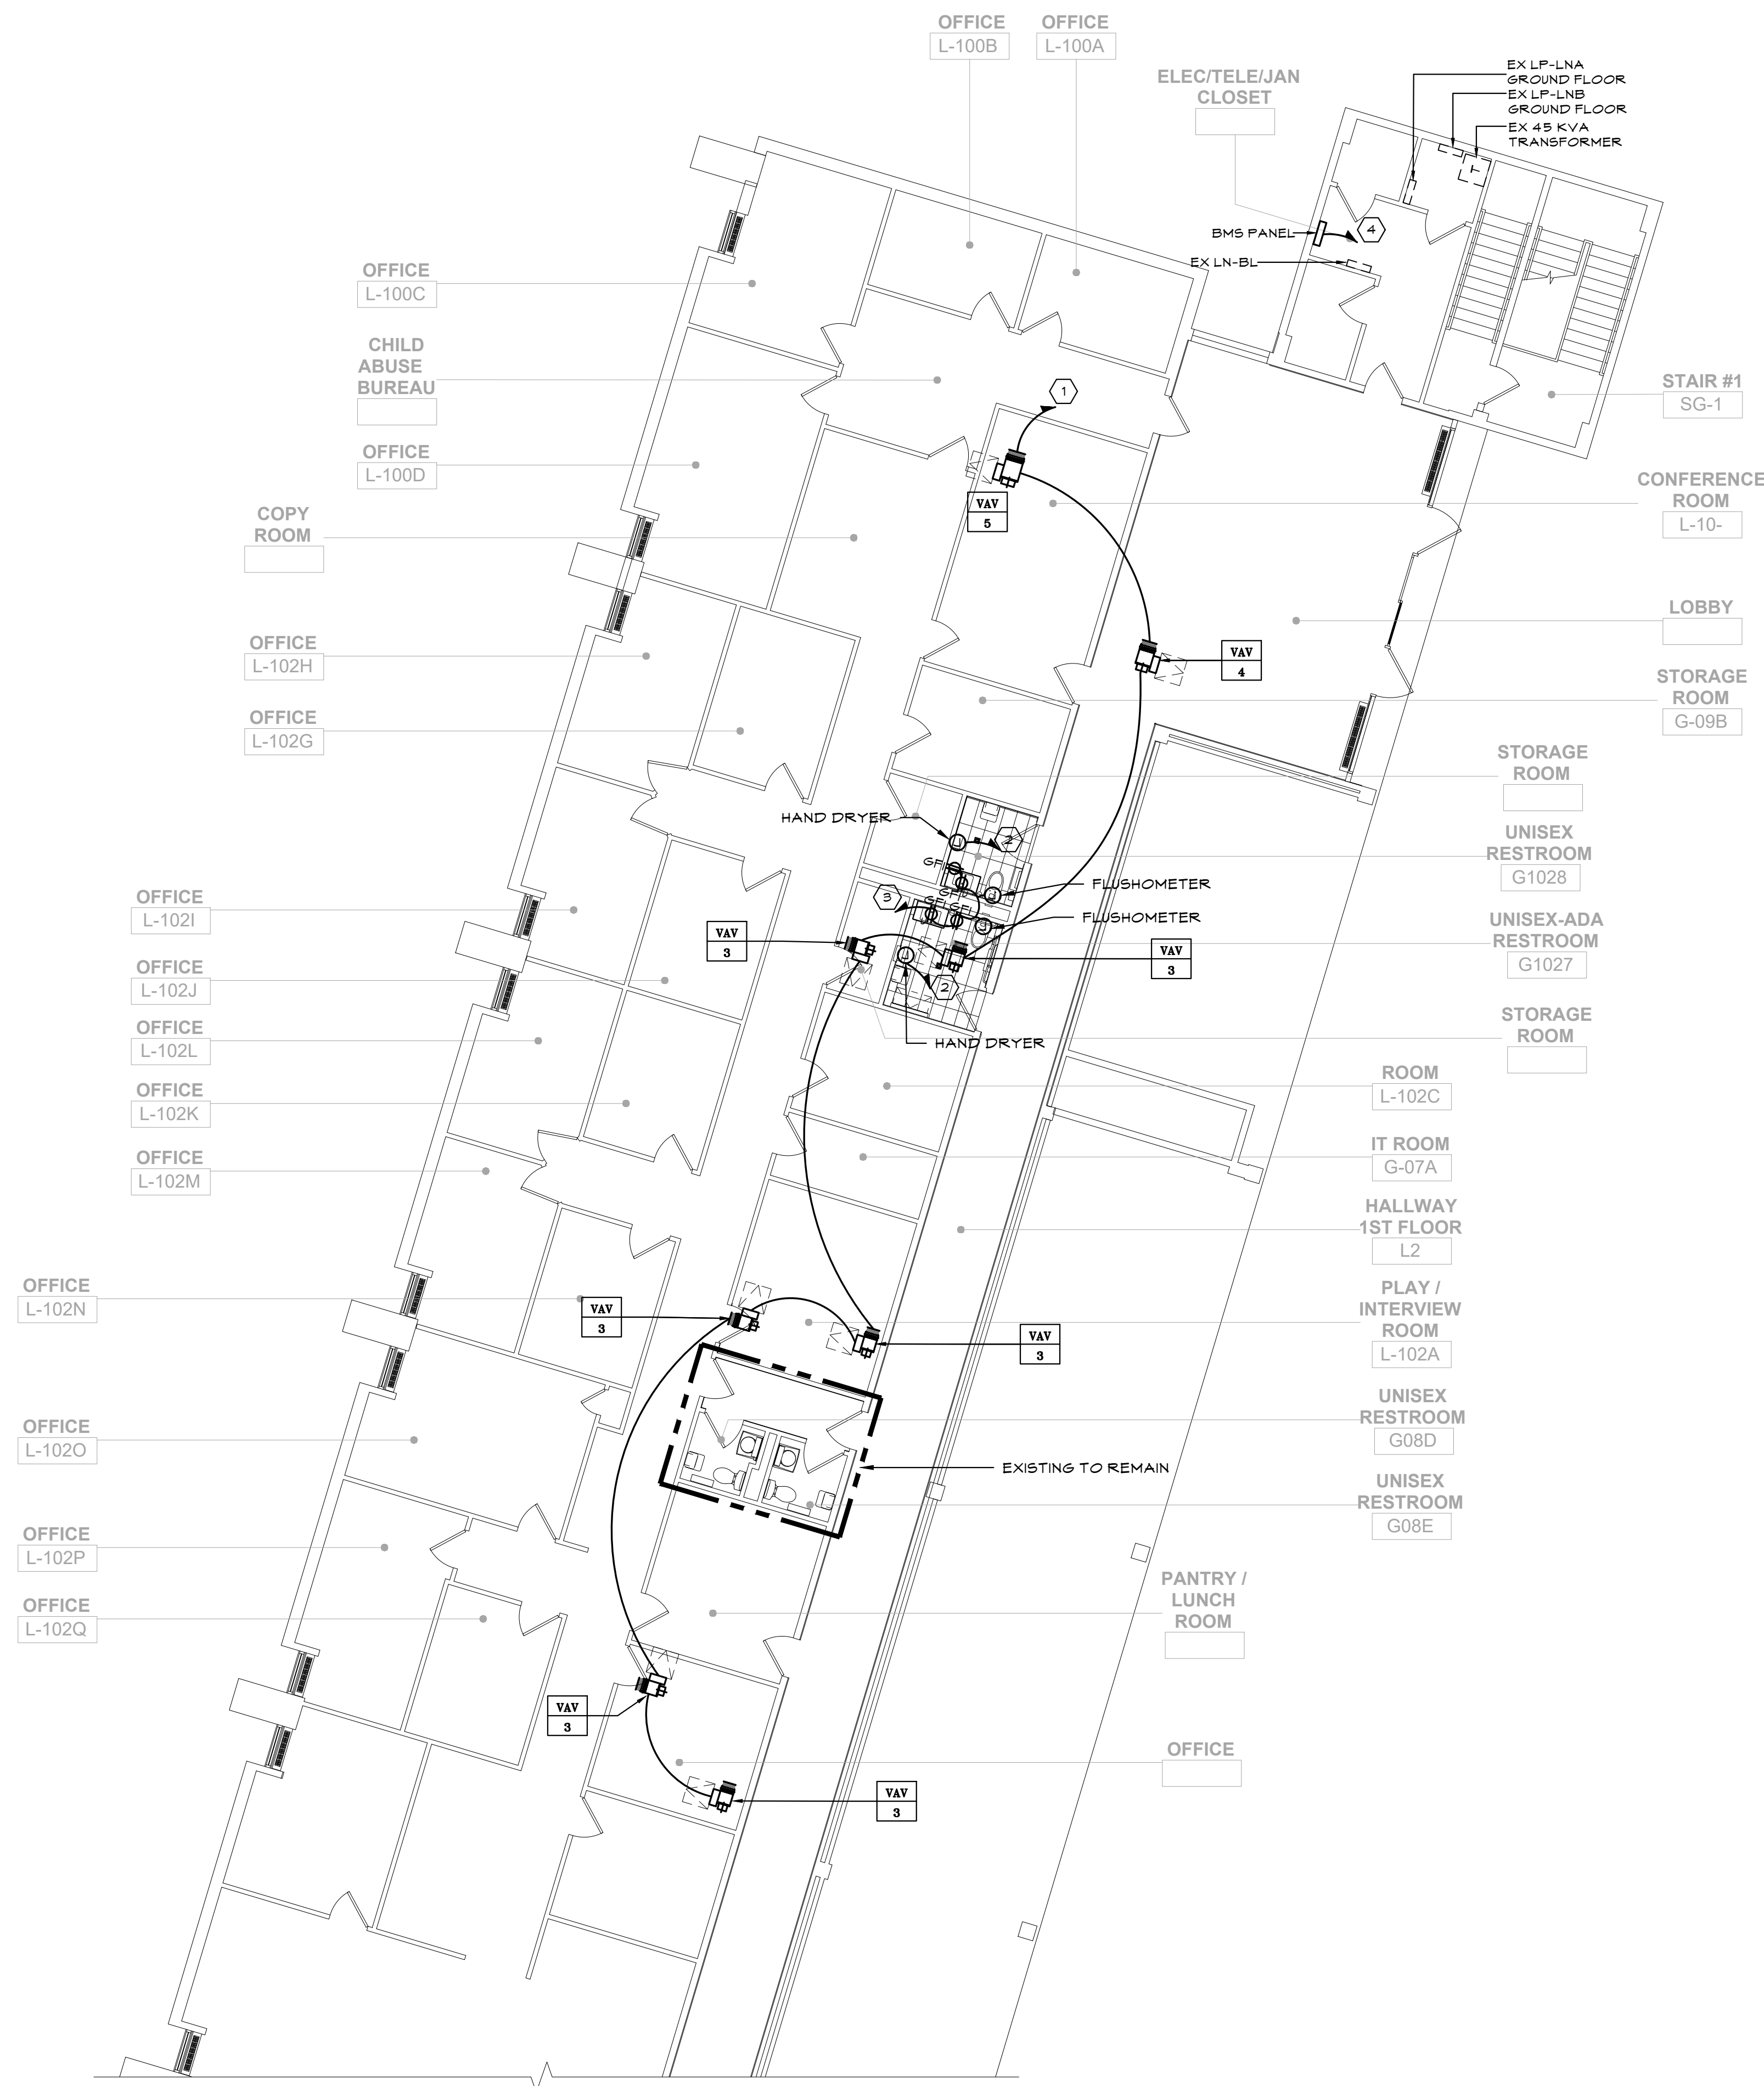 OFFICE
L-100B
OFFICE
L-100A
ELEC/TELE/JAN
CLOSET
EX LP-LNA
GROUND FLOOR
EX LP-LNB
GROUND FLOOR
EX 45 KVA
TRANSFORMER
T
BMS PANEL
4
EX LN-BL
OFFICE
L-100C
CHILD
ABUSE
BUREAU
OFFICE
L-100D
COPY
ROOM
OFFICE
L-102H
OFFICE
L-102G
OFFICE
L-102I
OFFICE
L-102J
OFFICE
L-102L
OFFICE
L-102K
OFFICE
L-102M
OFFICE
L-102N
OFFICE
L-102O
OFFICE
L-102P
OFFICE
L-102Q
1
VAV
5
VAV
4
HAND DRYER
J
2
GFI
GFI
GFI
GFI
J
FLUSHOMETER
3
J
FLUSHOMETER
VAV
3
VAV
3
J
2
HAND DRYER
VAV
3
VAV
3
EXISTING TO REMAIN
VAV
3
VAV
3
STAIR #1
SG-1
CONFERENCE
ROOM
L-10-
LOBBY
STORAGE
ROOM
G-09B
STORAGE
ROOM
UNISEX
RESTROOM
G1028
UNISEX-ADA
RESTROOM
G1027
STORAGE
ROOM
ROOM
L-102C
IT ROOM
G-07A
HALLWAY
1ST FLOOR
L2
PLAY /
INTERVIEW
ROOM
L-102A
UNISEX
RESTROOM
G08D
UNISEX
RESTROOM
G08E
PANTRY /
LUNCH
ROOM
OFFICE